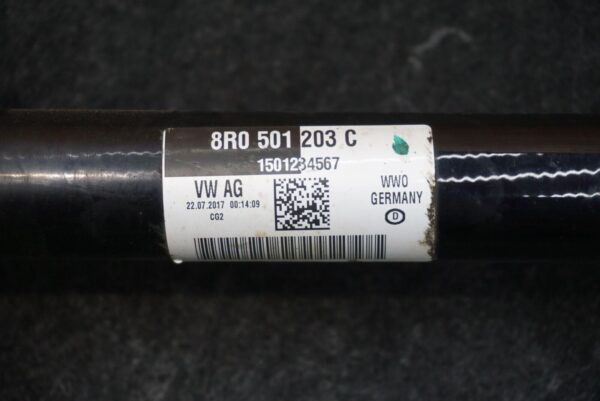 8R0 501 203 C
1501234567
VW AG
22.07.2017 00:14:09
CG2
WWO
GERMANY
D